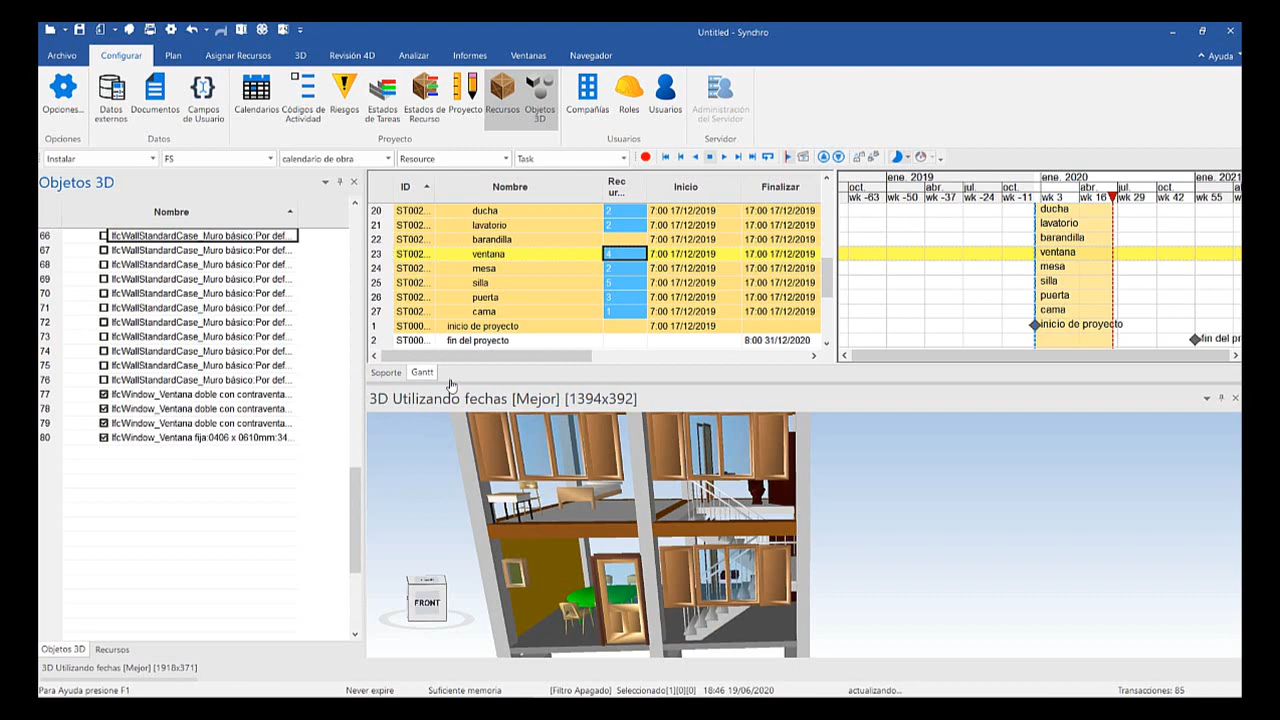 Untitled - Synchro
Archivo Configurar Plan Asignar Recursos 3D Revisión 4D Analizar Informes Ventanas Navegador Ayuda
Opciones... Datos externos Documentos Campos de Usuario Calendarios Códigos de Actividad Riesgos Estados de Tareas Estados de Recurso Proyecto Recursos Objetos 3D Compañías Roles Usuarios Administración del Servidor
Opciones Datos Proyecto Usuarios Servidor
Instalar FS calendario de obra Resource Task
Objetos 3D
Nombre
66 IfcWallStandardCase_Muro básico:Por def...
67 IfcWallStandardCase_Muro básico:Por def...
68 IfcWallStandardCase_Muro básico:Por def...
69 IfcWallStandardCase_Muro básico:Por def...
70 IfcWallStandardCase_Muro básico:Por def...
71 IfcWallStandardCase_Muro básico:Por def...
72 IfcWallStandardCase_Muro básico:Por def...
73 IfcWallStandardCase_Muro básico:Por def...
74 IfcWallStandardCase_Muro básico:Por def...
75 IfcWallStandardCase_Muro básico:Por def...
76 IfcWallStandardCase_Muro básico:Por def...
77 IfcWindow_Ventana doble con contraventa...
78 IfcWindow_Ventana doble con contraventa...
79 IfcWindow_Ventana doble con contraventa...
80 IfcWindow_Ventana fija:0406 x 0610mm:34...
Objetos 3D Recursos
3D Utilizando fechas [Mejor] [1918x371]
ID Nombre Rec ur... Inicio Finalizar
20 ST002... ducha 2 7:00 17/12/2019 17:00 17/12/2019
21 ST002... lavatorio 2 7:00 17/12/2019 17:00 17/12/2019
22 ST002... barandilla 7:00 17/12/2019 17:00 17/12/2019
23 ST002... ventana 4 7:00 17/12/2019 17:00 17/12/2019
24 ST002... mesa 2 7:00 17/12/2019 17:00 17/12/2019
25 ST002... silla 5 7:00 17/12/2019 17:00 17/12/2019
26 ST002... puerta 3 7:00 17/12/2019 17:00 17/12/2019
27 ST002... cama 1 7:00 17/12/2019 17:00 17/12/2019
1 ST000... inicio de proyecto 7:00 17/12/2019
2 ST000... fin del proyecto 8:00 31/12/2020
ene. 2019 ene. 2020 ene. 2021
oct. abr. jul. oct. abr. jul. oct.
wk -63 wk -50 wk -37 wk -24 wk -11 wk 3 wk 16 wk 29 wk 42 wk 55
ducha
lavatorio
barandilla
ventana
mesa
silla
puerta
cama
inicio de proyecto
fin del pr
Soporte Gantt
3D Utilizando fechas [Mejor] [1394x392]
FRONT
Para Ayuda presione F1 Never expire Suficiente memoria [Filtro Apagado] Seleccionado[1][0][0] 18:46 19/06/2020 actualizando... Transacciones: 85